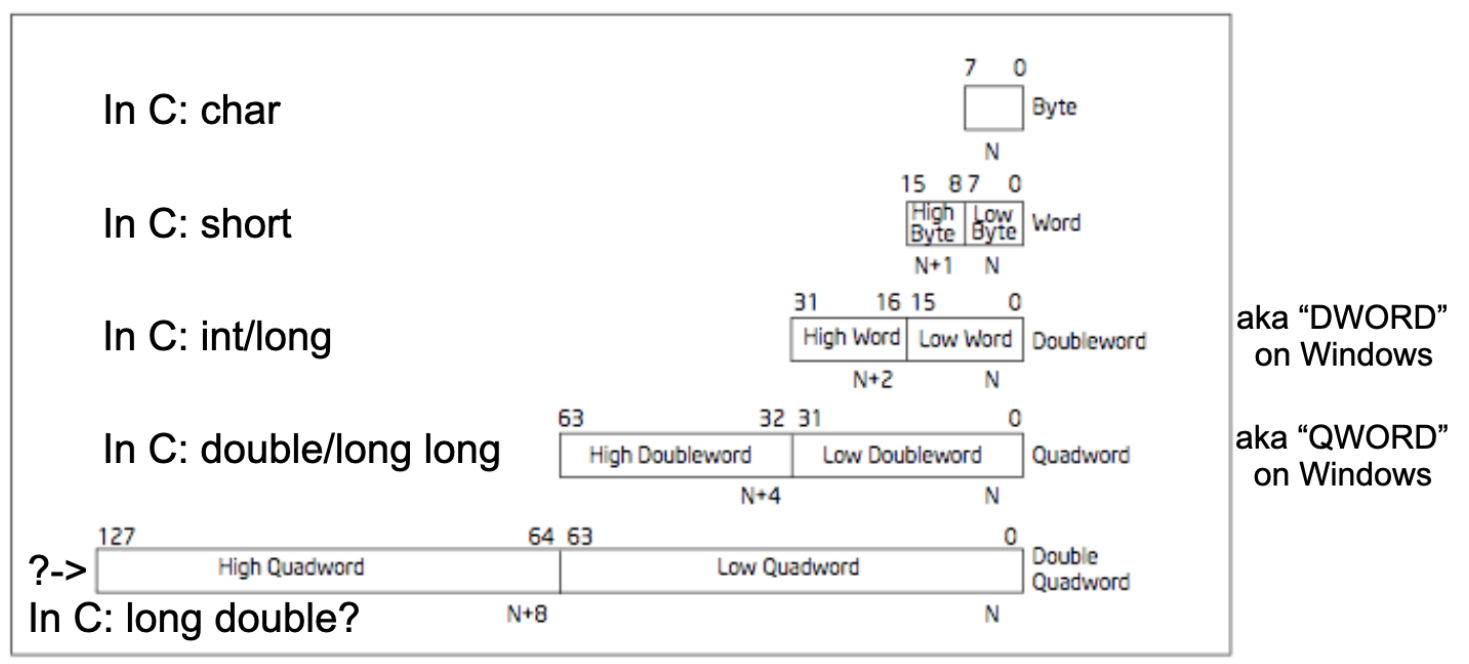 7 0
In C: char
Byte
N
15 8 7 0
In C: short
High Byte
Low Byte
Word
N+1 N
31 16 15 0
In C: int/long
High Word
Low Word
Doubleword
aka “DWORD”
on Windows
N+2 N
63 32 31 0
In C: double/long long
High Doubleword
Low Doubleword
Quadword
aka “QWORD”
on Windows
N+4 N
127 64 63 0
?->
High Quadword
Low Quadword
Double
Quadword
In C: long double?
N+8 N